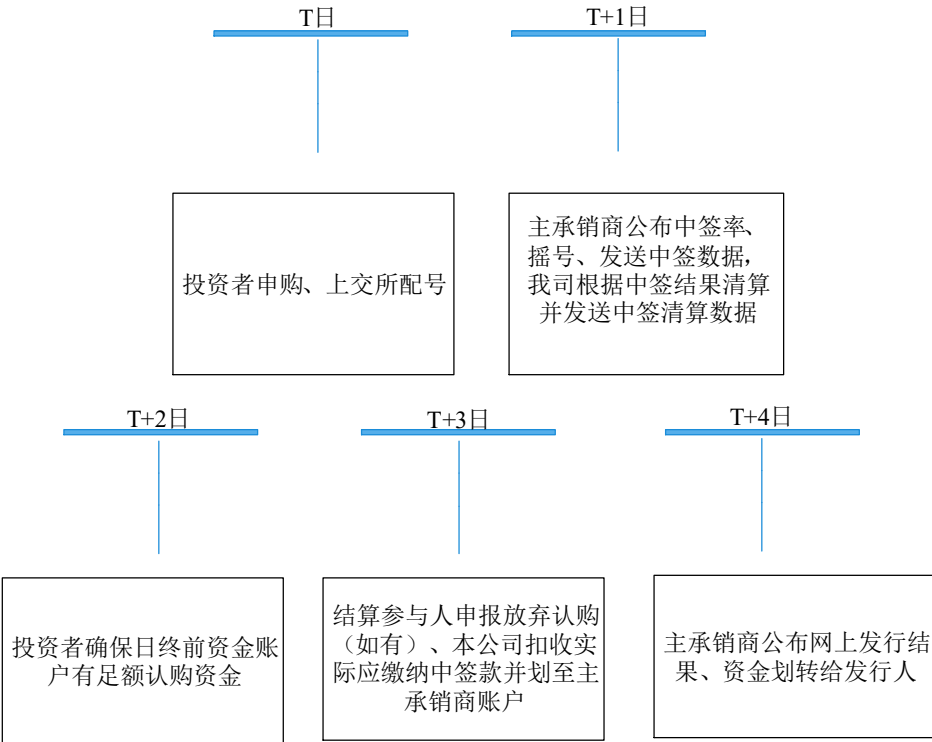 T日
T+1日
投资者申购、上交所配号
主承销商公布中签率、
摇号、发送中签数据，
我司根据中签结果清算
并发送中签清算数据
T+2日
T+3日
T+4日
投资者确保日终前资金账
户有足额认购资金
结算参与人申报放弃认购
（如有）、本公司扣收实
际应缴纳中签款并划至主
承销商账户
主承销商公布网上发行结
果、资金划转给发行人